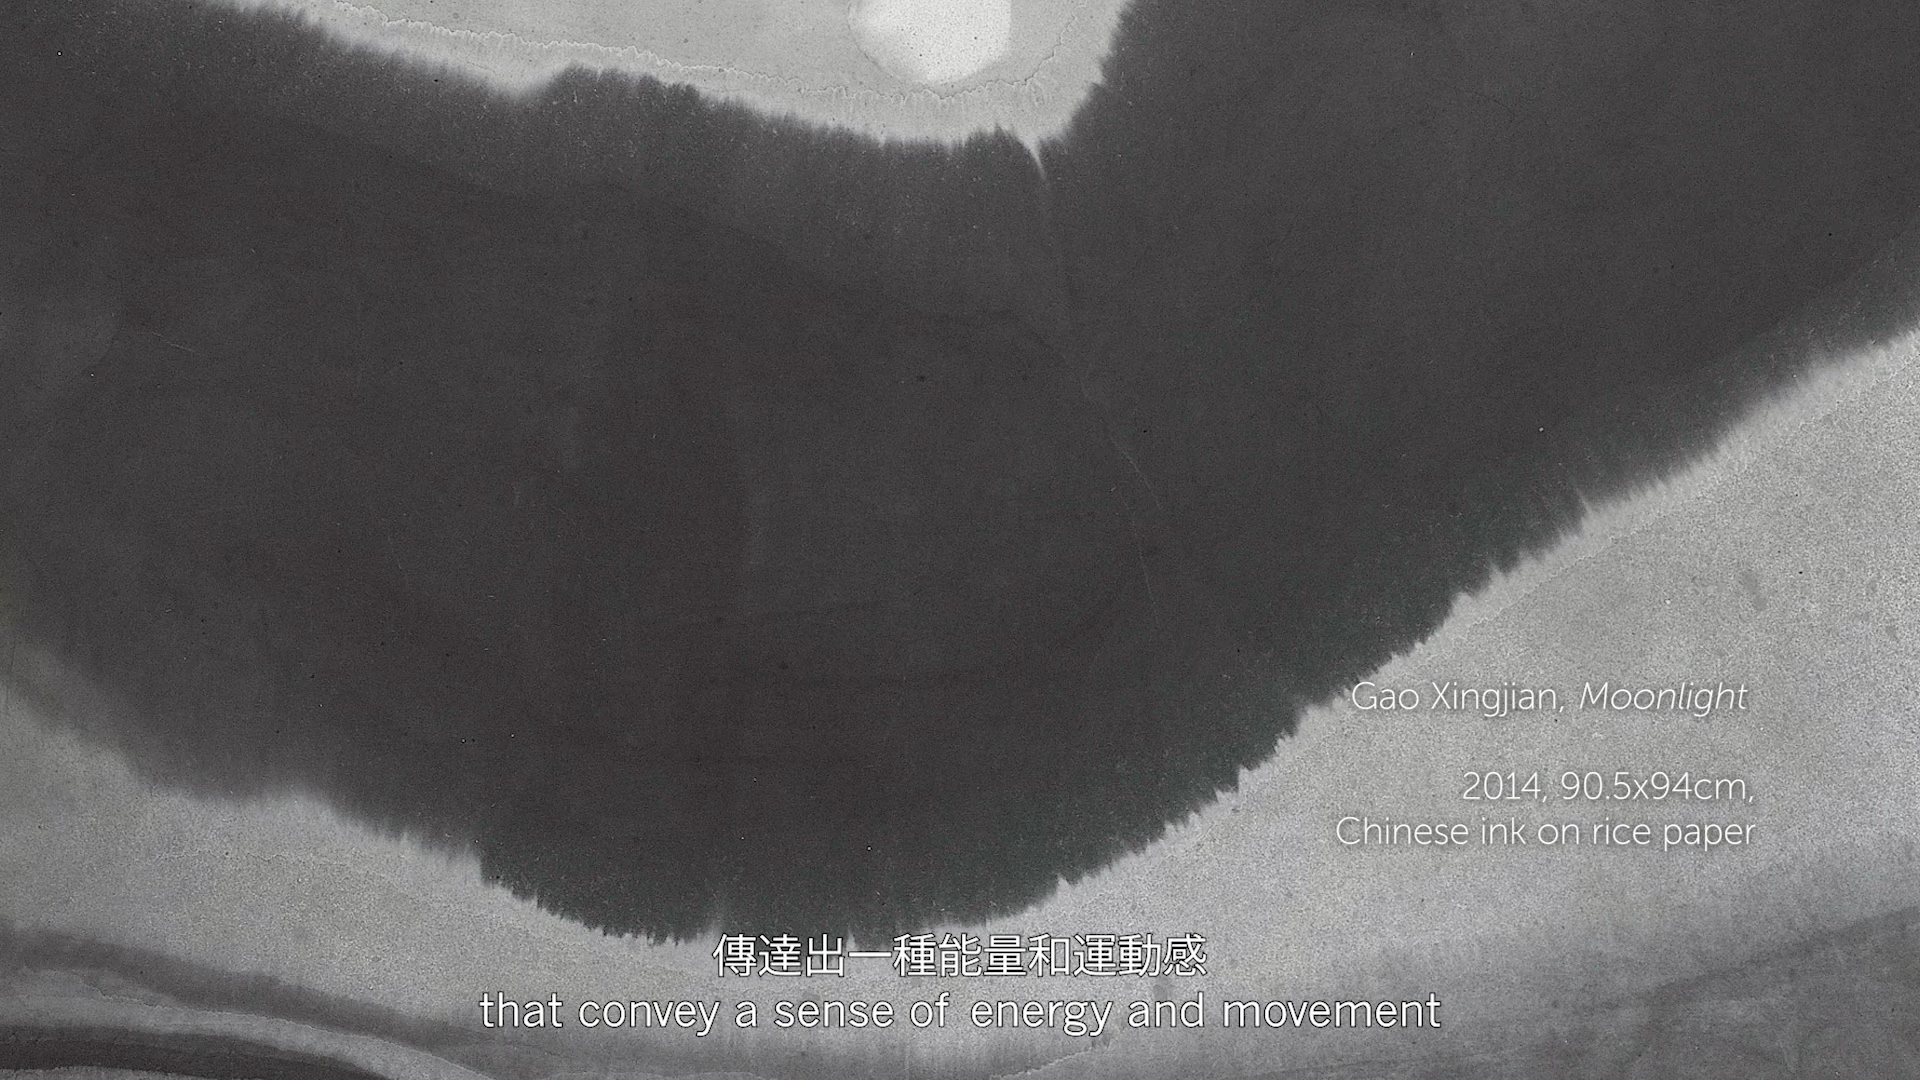 Gao Xingjian, Moonlight
2014, 90.5x94cm,
Chinese ink on rice paper
傳達出一種能量和運動感
that convey a sense of energy and movement